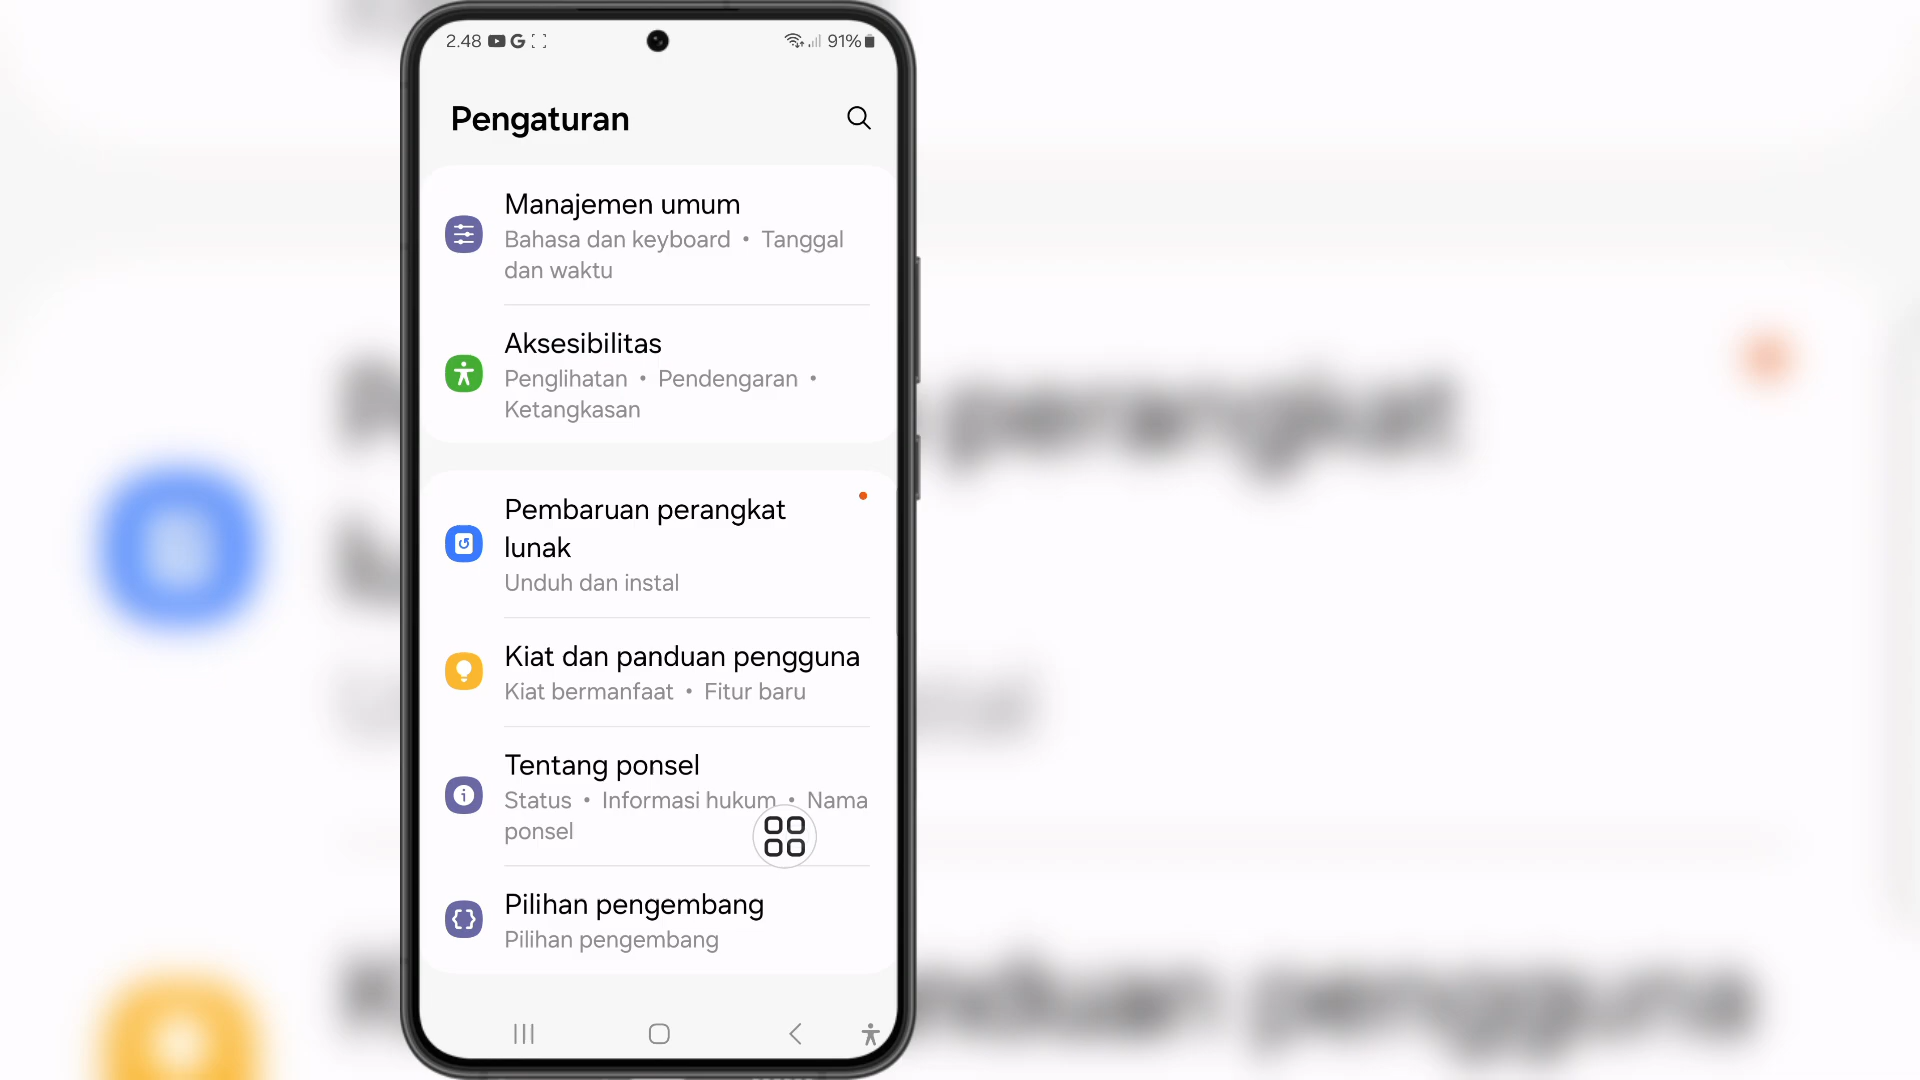 2.48
91%
Pengaturan
Manajemen umum
Bahasa dan keyboard • Tanggal
dan waktu
Aksesibilitas
Penglihatan • Pendengaran •
Ketangkasan
Pembaruan perangkat
lunak
Unduh dan instal
Kiat dan panduan pengguna
Kiat bermanfaat • Fitur baru
Tentang ponsel
Status • Informasi hukum • Nama
ponsel
Pilihan pengembang
Pilihan pengembang
perangkat